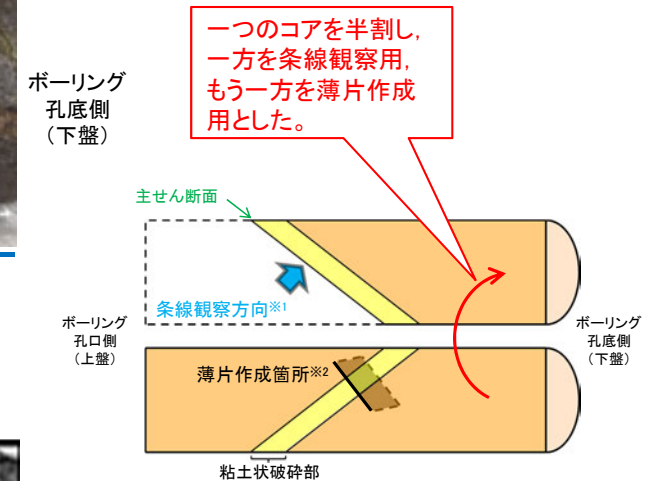 一つのコアを半割し,
一方を条線観察用,
もう一方を薄片作成
用とした。
ボーリング
孔底側
(下盤)
主せん断面
条線観察方向※1
ボーリング
孔口側
(上盤)
ボーリング
孔底側
(下盤)
薄片作成箇所※2
粘土状破砕部